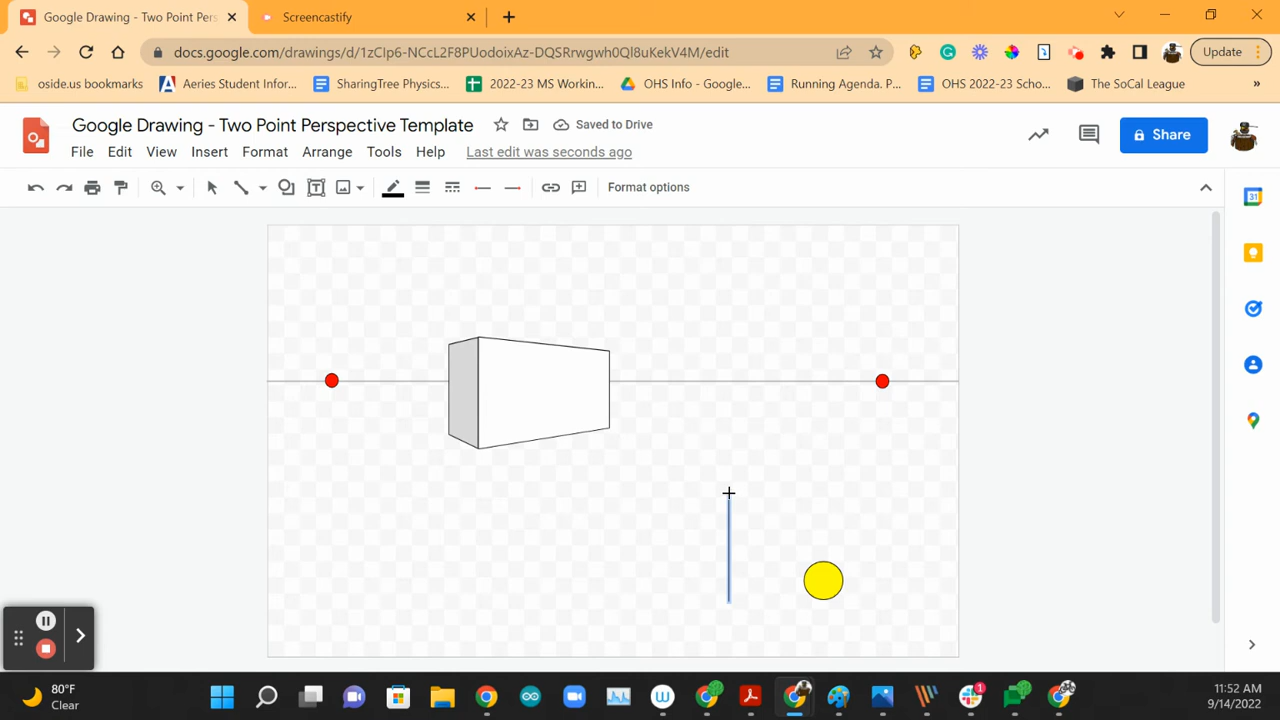 Google Drawing - Two Point Pers
Screencastify
docs.google.com/drawings/d/1zCIp6-NCcL2F8PUodoixAz-DQSRrwgwh0Ql8uKekV4M/edit
Update
oside.us bookmarks
Aeries Student Infor...
SharingTree Physics...
2022-23 MS Workin...
OHS Info - Google...
Running Agenda. P...
OHS 2022-23 Scho...
The SoCal League
»
Google Drawing - Two Point Perspective Template
Saved to Drive
Share
File Edit View Insert Format Arrange Tools Help Last edit was seconds ago
Format options
31
80°F
Clear
1
11:52 AM
9/14/2022